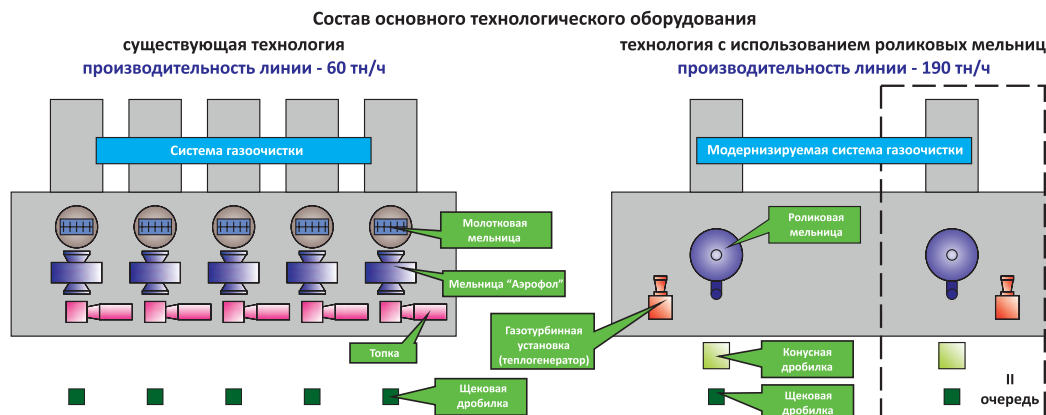 Состав основного технологического оборудования
существующая технология
производительность линии - 60 тн/ч
технология с использованием роликовых мельниц
производительность линии - 190 тн/ч
Система газоочистки
Модернизируемая система газоочистки
Молотковая
мельница
Роликовая
мельница
Мельница "Аэрофол"
Топка
Газотурбинная
установка
(теплогенератор)
Конусная
дробилка
Щековая
дробилка
Щековая
дробилка
II
очередь